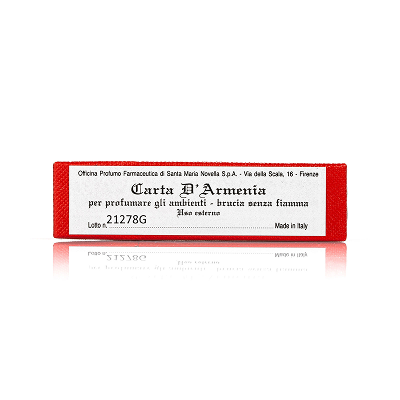 Officina Profumo Farmaceutica di Santa Maria Novella S.p.A. - Via della Scala, 16 - Firenze
Carta D'Armenia
per profumare gli ambienti - brucia senza fiamma
Uso esterno
Lotto n. 21278G Made in Italy